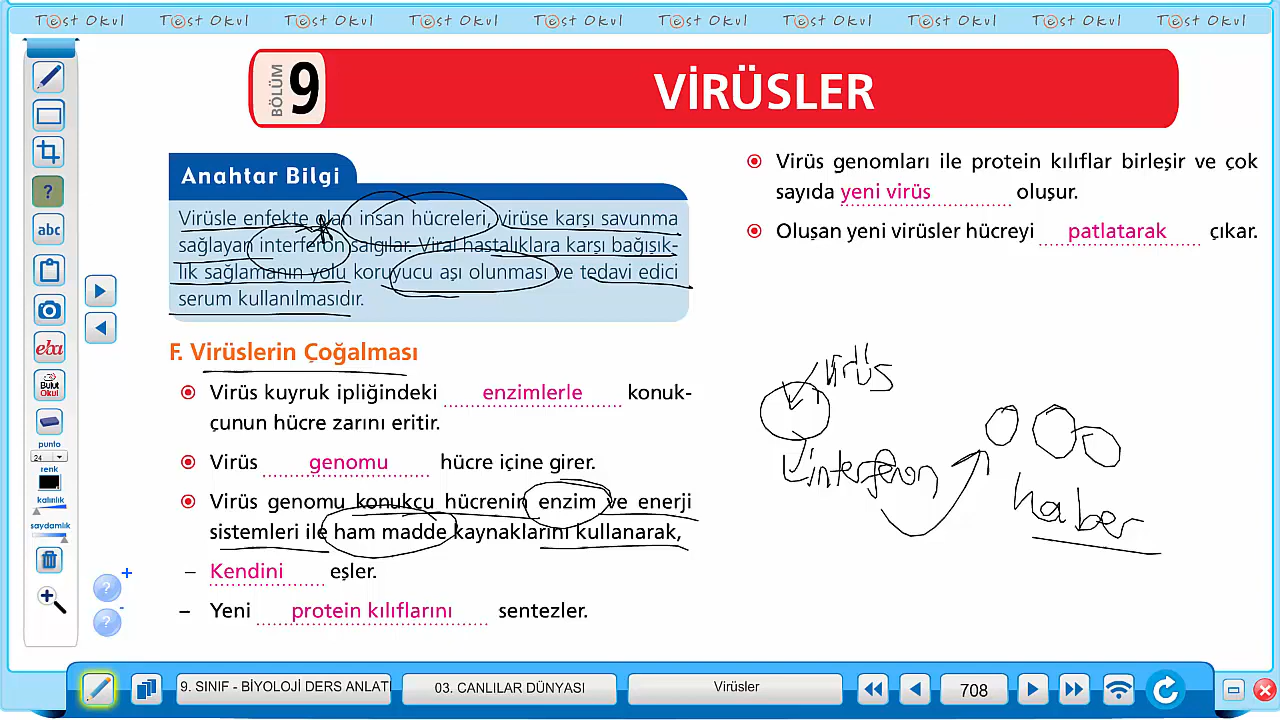 Test Okul Test Okul Test Okul Test Okul Test Okul Test Okul Test Okul Test Okul Test Okul Test Okul
BÖLÜM 9
VİRÜSLER
Anahtar Bilgi
Virüsle enfekte olan insan hücreleri, virüse karşı savunma
sağlayan interferon salgılar. Viral hastalıklara karşı bağışık-
lık sağlamanın yolu koruyucu aşı olunması ve tedavi edici
serum kullanılmasıdır.
F. Virüslerin Çoğalması
Virüs kuyruk ipliğindeki enzimlerle konuk-
çunun hücre zarını eritir.
Virüs genomu hücre içine girer.
Virüs genomu konukçu hücrenin enzim ve enerji
sistemleri ile ham madde kaynaklarını kullanarak,
– Kendini eşler.
– Yeni protein kılıflarını sentezler.
Virüs genomları ile protein kılıflar birleşir ve çok
sayıda yeni virüs oluşur.
Oluşan yeni virüsler hücreyi patlatarak çıkar.
virüs
interferon
haber
?
abc
eba
Bulut
Okul
punto
24
renk
kalınlık
saydamlık
? +
? -
9. SINIF - BİYOLOJİ DERS ANLATI
03. CANLILAR DÜNYASI
Virüsler
708